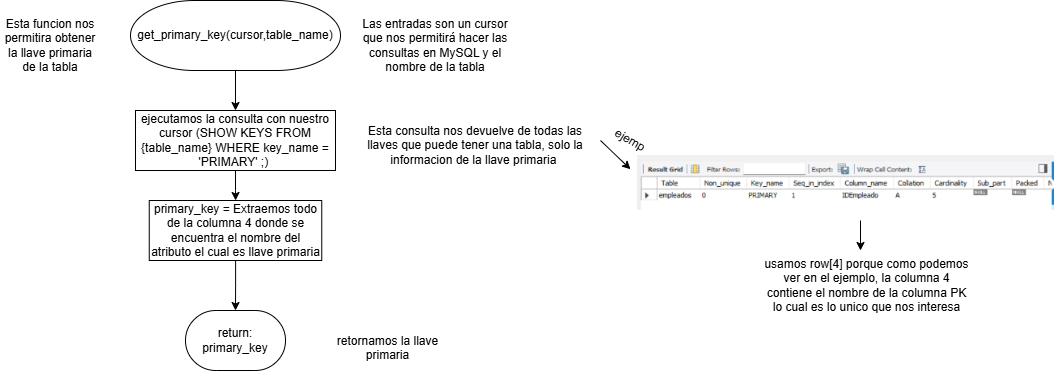 Esta funcion nos
permitira obtener
la llave primaria
de la tabla
get_primary_key(cursor,table_name)
Las entradas son un cursor
que nos permitirá hacer las
consultas en MySQL y el
nombre de la tabla
ejecutamos la consulta con nuestro
cursor (SHOW KEYS FROM
{table_name} WHERE key_name =
'PRIMARY' ;)
Esta consulta nos devuelve de todas las
llaves que puede tener una tabla, solo la
informacion de la llave primaria
ejemp
Result Grid Filter Rows: Export: Wrap Cell Content:
Table Non_unique Key_name Seq_in_index Column_name Collation Cardinality Sub_part Packed N
empleados 0 PRIMARY 1 IDEmpleado A 5 NULL NULL
primary_key = Extraemos todo
de la columna 4 donde se
encuentra el nombre del
atributo el cual es llave primaria
usamos row[4] porque como podemos
ver en el ejemplo, la columna 4
contiene el nombre de la columna PK
lo cual es lo unico que nos interesa
return:
primary_key
retornamos la llave
primaria